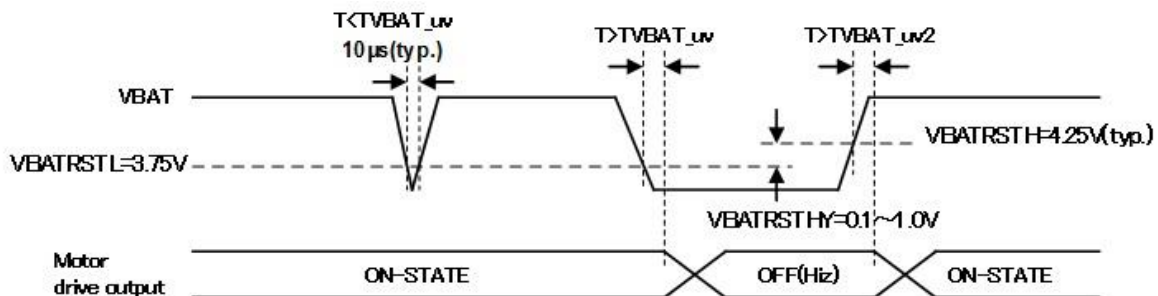 T<TVBAT_uv
10μs(typ.)
T>TVBAT_uv
T>TVBAT_uv2
VBAT
VBATRSTH=4.25V(typ.)
VBATRSTL=3.75V
VBATRSTHY=0.1~1.0V
Motor
drive output
ON-STATE
OFF(Hiz)
ON-STATE